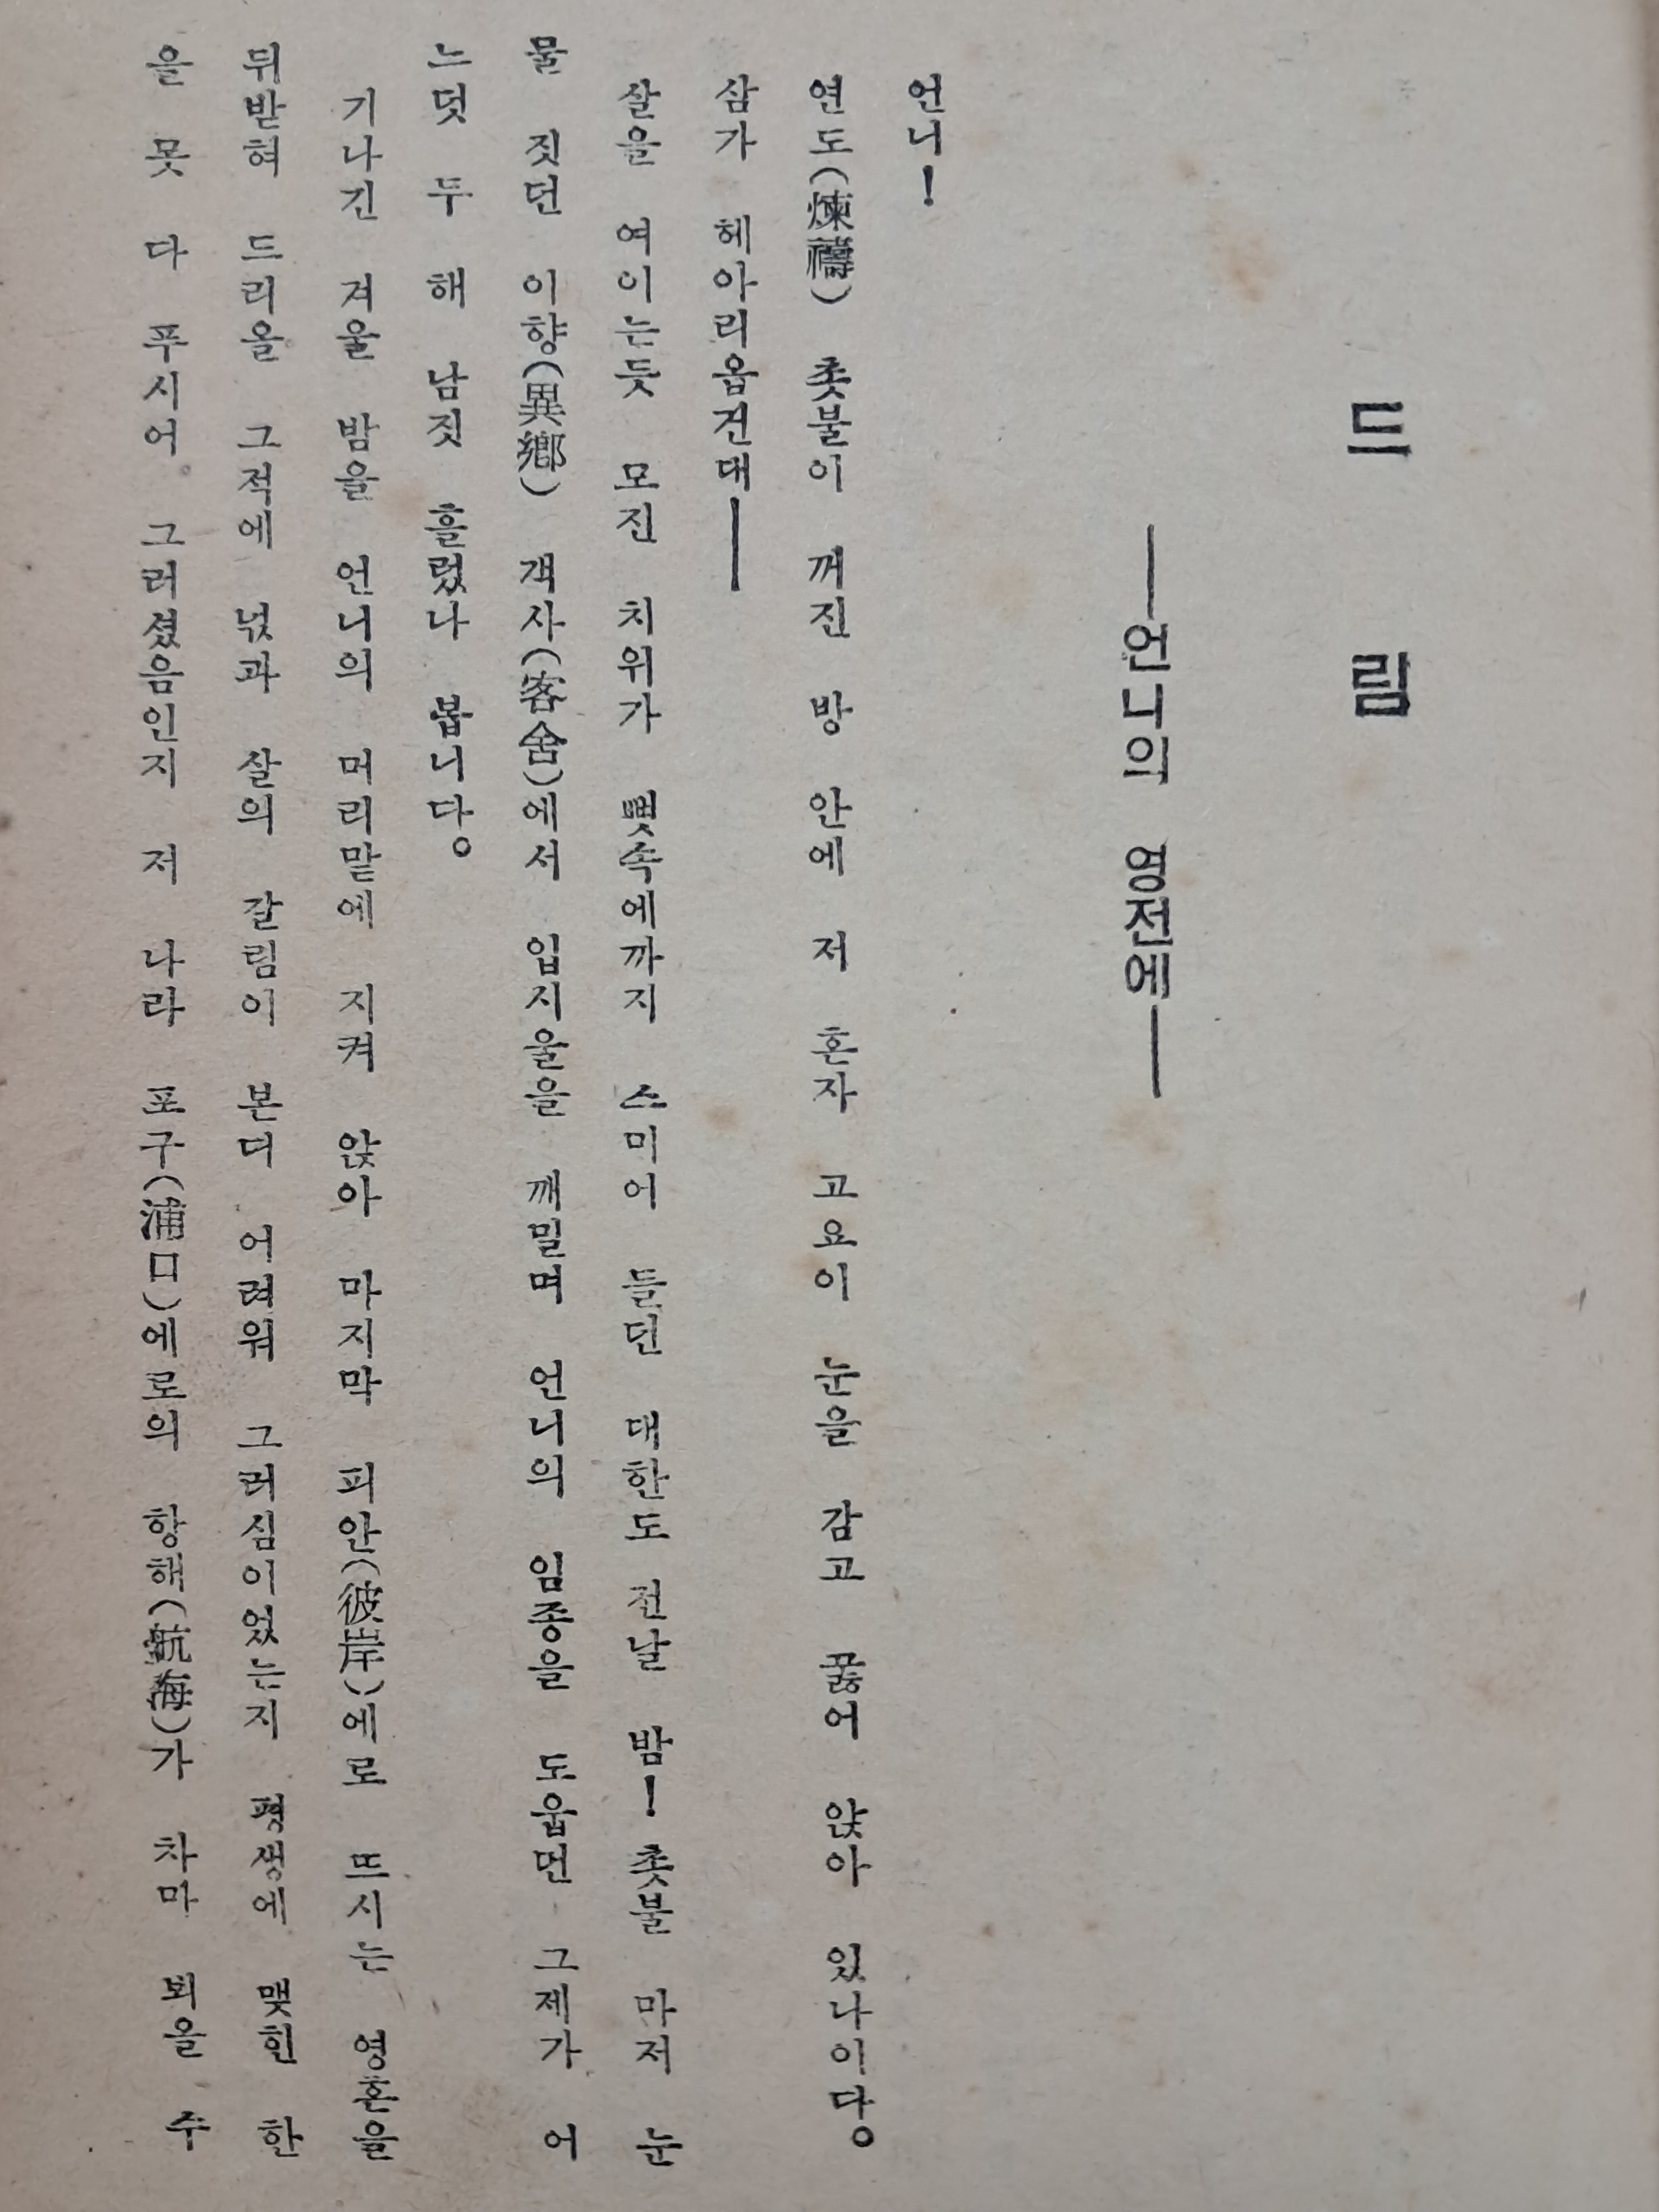 드림
――언니의 영전에――
언니!
연도(煉禱) 촛불이 께진 방 안에 저 혼자 고요이 눈을 감고 꿇어 앉아 있나이다。
삼가 헤아리옵건대――
살을 여이는듯 모진 치위가 뼛속에까지 스미어 들던 대한도 전날 밤! 촛불 마저 눈
물 짓던 이향(異鄕) 객사(客舍)에서 입시울을 깨밀며 언니의 임종을 도웁던 그제가 어
느덧 두 해 남짓 흘렀나 봅니다。
기나긴 겨울 밤을 언니의 머리맡에 지켜 앉아 마지막 피안(彼岸)에로 뜨시는 영혼을
뒤받혀 드리올 그적에 넋과 살의 갈림이 본디 어려워 그러심이었는지 평생에 맺힌 한
을 못 다 푸시어 그러셨음인지 저 나라 포구(浦口)에로의 항해(航海)가 차마 뵈을 수